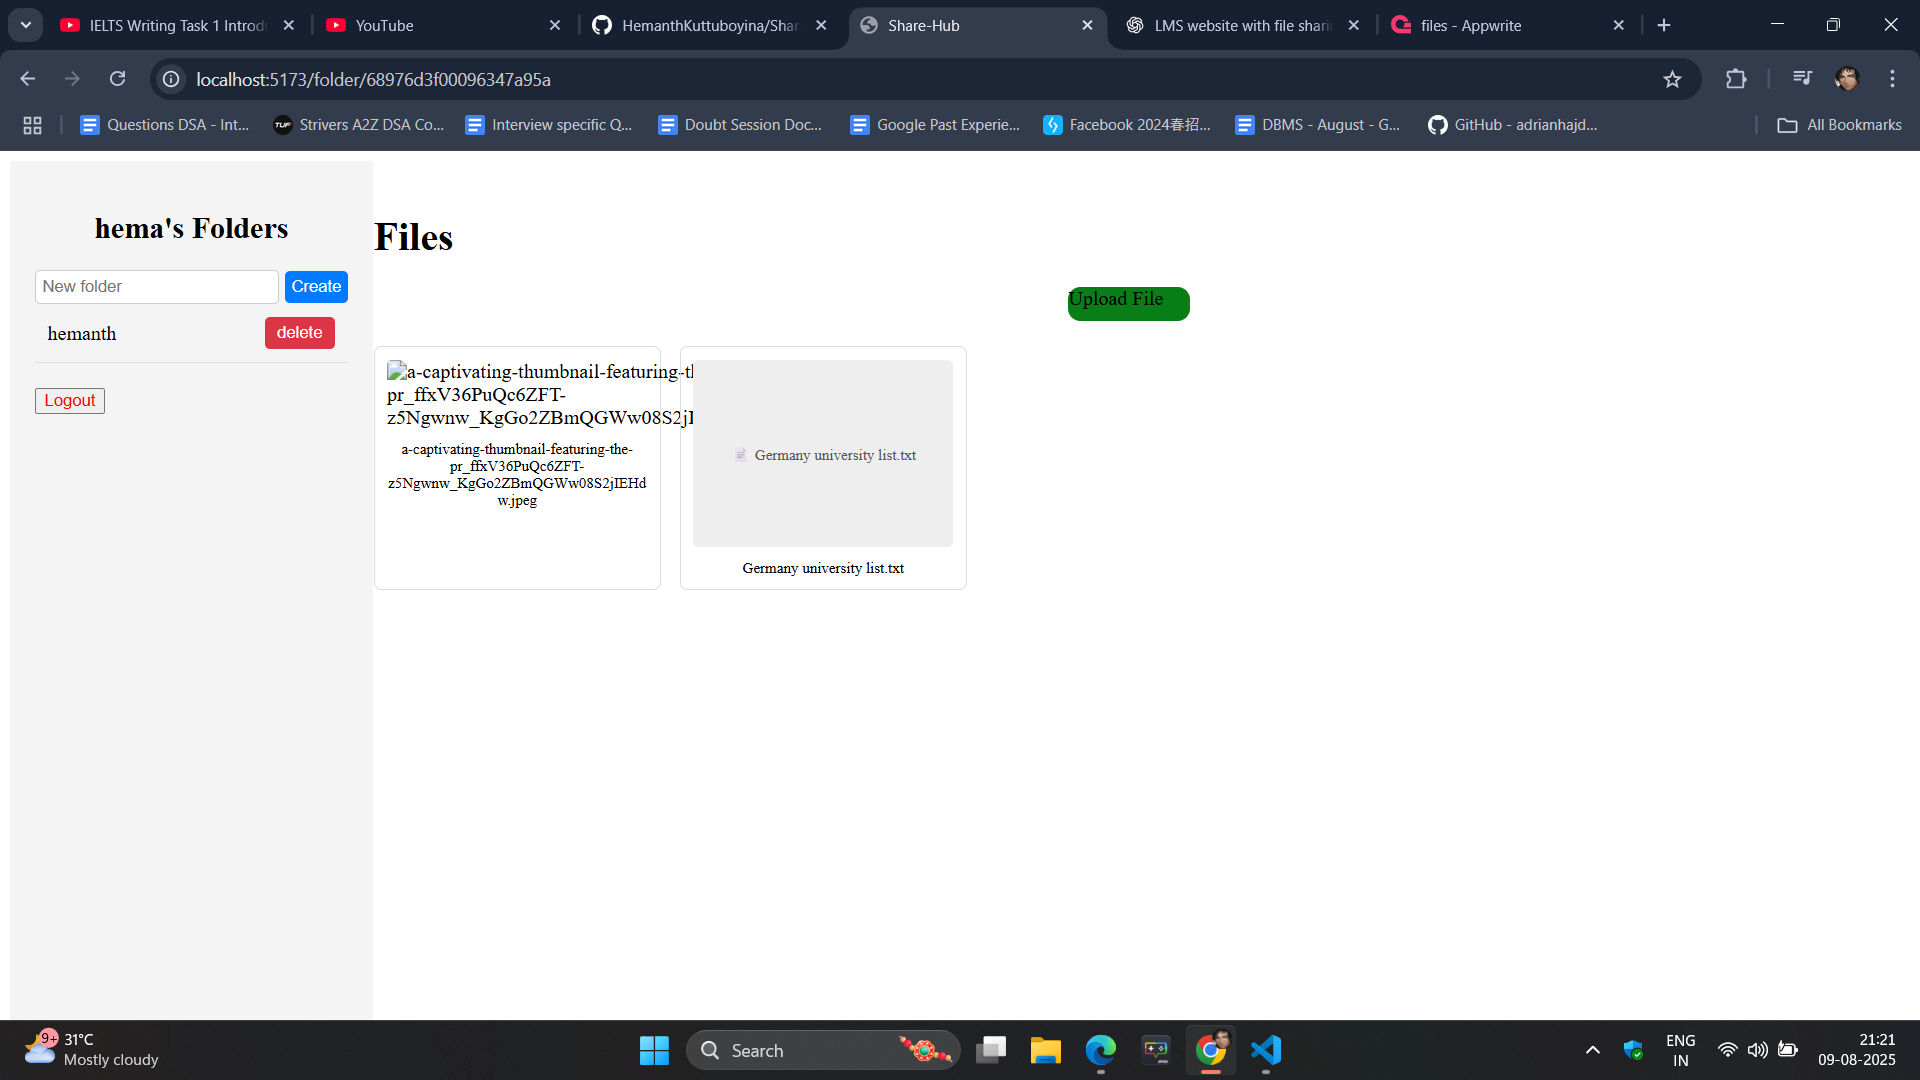 IELTS Writing Task 1 Introd
YouTube
HemanthKuttuboyina/Shar
Share-Hub
LMS website with file sharin
files - Appwrite
localhost:5173/folder/68976d3f00096347a95a
Questions DSA - Int...
TUF
Strivers A2Z DSA Co...
Interview specific Q...
Doubt Session Doc...
Google Past Experie...
Facebook 2024春招...
DBMS - August - G...
GitHub - adrianhajd...
All Bookmarks
hema's Folders
New folder
Create
hemanth
delete
Logout
Files
Upload File
a-captivating-thumbnail-featuring-th
pr_ffxV36PuQc6ZFT-
z5Ngwnw_KgGo2ZBmQGWw08S2jI
a-captivating-thumbnail-featuring-the-
pr_ffxV36PuQc6ZFT-
z5Ngwnw_KgGo2ZBmQGWw08S2jIEHd
w.jpeg
Germany university list.txt
Germany university list.txt
9+
31°C
Mostly cloudy
Search
ENG
IN
21:21
09-08-2025